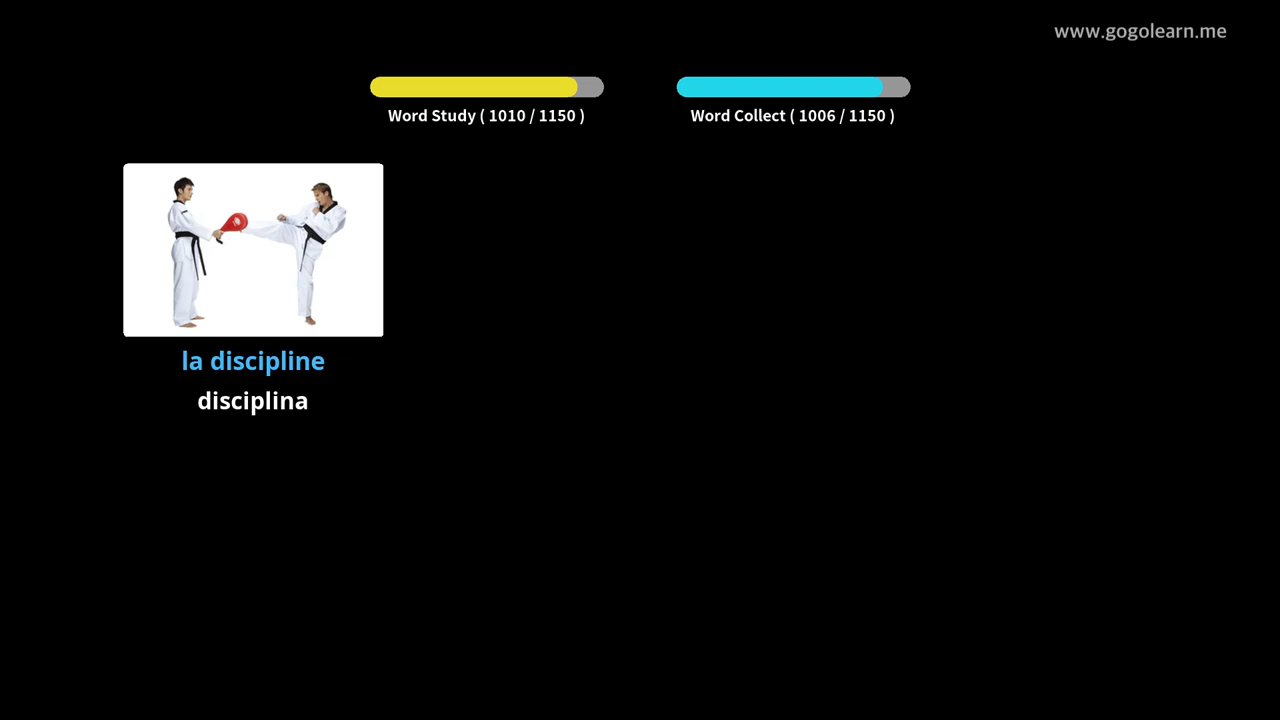 www.gogolearn.me
Word Study ( 1010 / 1150 )
Word Collect ( 1006 / 1150 )
la discipline
disciplina